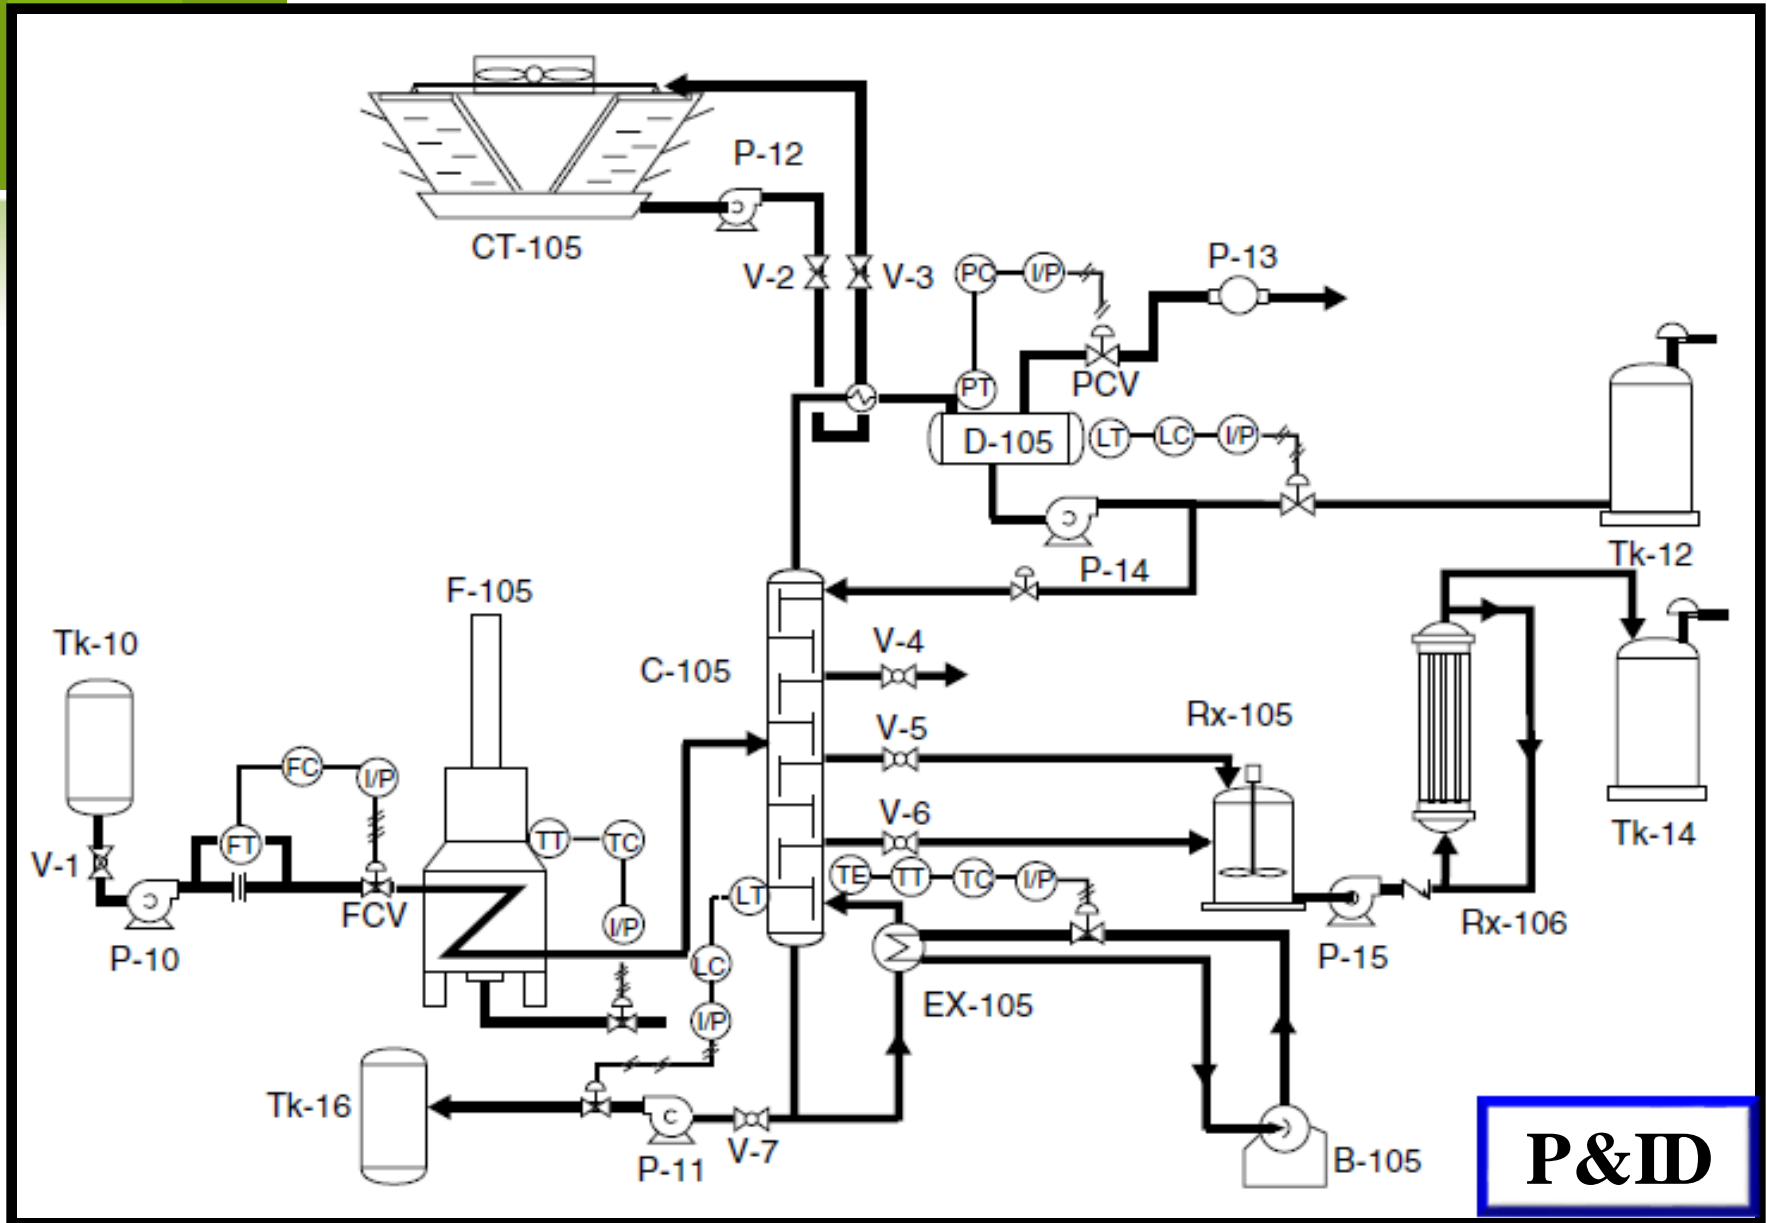 P-12
CT-105
V-2
V-3
PC
I/P
P-13
PT
PCV
D-105
LT
LC
I/P
P-14
Tk-12
F-105
Tk-10
C-105
V-4
V-5
Rx-105
FC
I/P
V-6
TT
TC
FT
V-1
Tk-14
TE
TT
TC
I/P
LT
FCV
I/P
P-10
Rx-106
P-15
LC
EX-105
I/P
Tk-16
C
P-11
V-7
B-105
P&ID